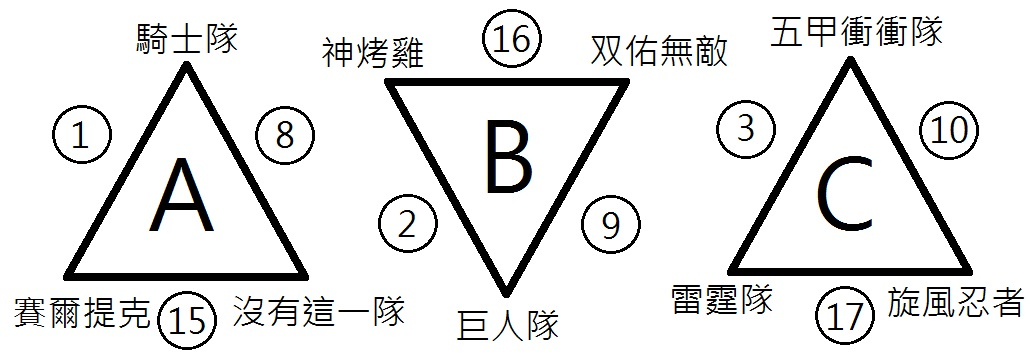 騎士隊
1
8
A
賽爾提克
15
沒有這一隊
神烤雞
16
双佑無敵
B
2
9
巨人隊
五甲衝衝隊
3
10
C
雷霆隊
17
旋風忍者